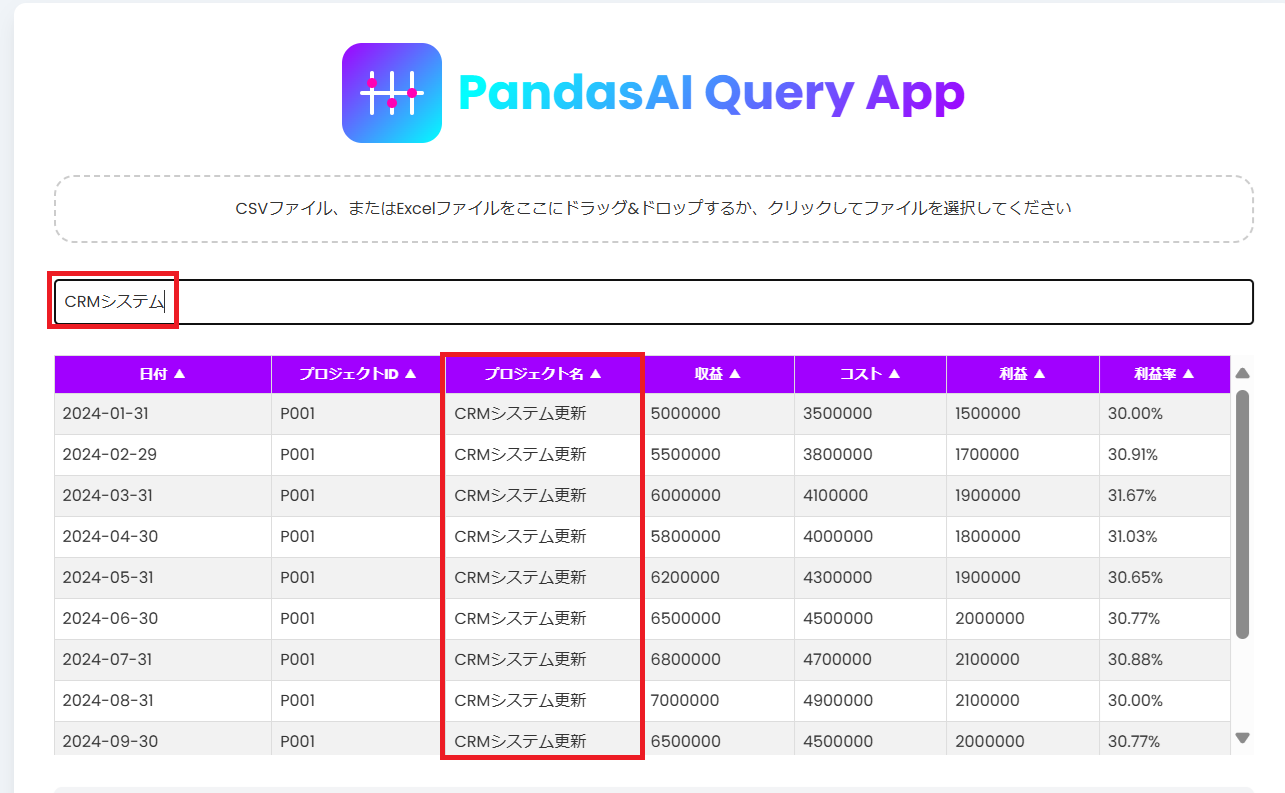 PandasAI Query App
CSVファイル、またはExcelファイルをここにドラッグ&ドロップするか、クリックしてファイルを選択してください
CRMシステム
日付 ▲ プロジェクトID ▲ プロジェクト名 ▲ 収益 ▲ コスト ▲ 利益 ▲ 利益率 ▲
2024-01-31 P001 CRMシステム更新 5000000 3500000 1500000 30.00%
2024-02-29 P001 CRMシステム更新 5500000 3800000 1700000 30.91%
2024-03-31 P001 CRMシステム更新 6000000 4100000 1900000 31.67%
2024-04-30 P001 CRMシステム更新 5800000 4000000 1800000 31.03%
2024-05-31 P001 CRMシステム更新 6200000 4300000 1900000 30.65%
2024-06-30 P001 CRMシステム更新 6500000 4500000 2000000 30.77%
2024-07-31 P001 CRMシステム更新 6800000 4700000 2100000 30.88%
2024-08-31 P001 CRMシステム更新 7000000 4900000 2100000 30.00%
2024-09-30 P001 CRMシステム更新 6500000 4500000 2000000 30.77%